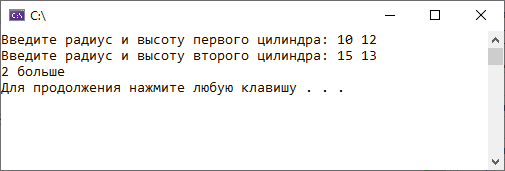 C:\
Введите радиус и высоту первого цилиндра: 10 12
Введите радиус и высоту второго цилиндра: 15 13
2 больше
Для продолжения нажмите любую клавишу . . .